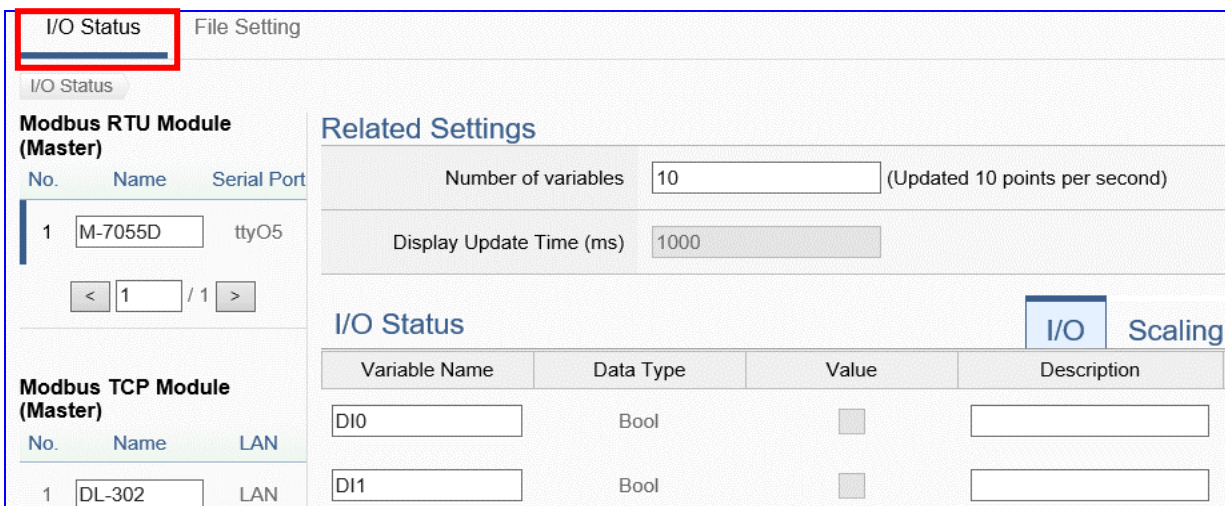 I/O Status File Setting
I/O Status
Modbus RTU Module
(Master)
No. Name Serial Port
1 M-7055D ttyO5
< 1 / 1 >
Modbus TCP Module
(Master)
No. Name LAN
1 DL-302 LAN
Related Settings
Number of variables 10 (Updated 10 points per second)
Display Update Time (ms) 1000
I/O Status I/O Scaling
Variable Name Data Type Value Description
DI0 Bool
DI1 Bool